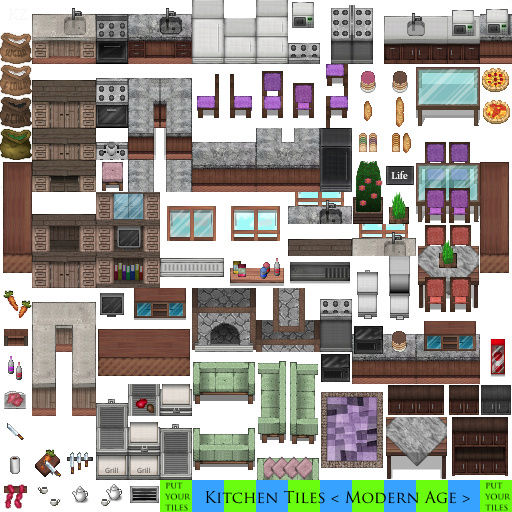 Life
Grill
Grill
PUT
YOUR
TILES
KITCHEN TILES < MODERN AGE >
PUT
YOUR
TILES